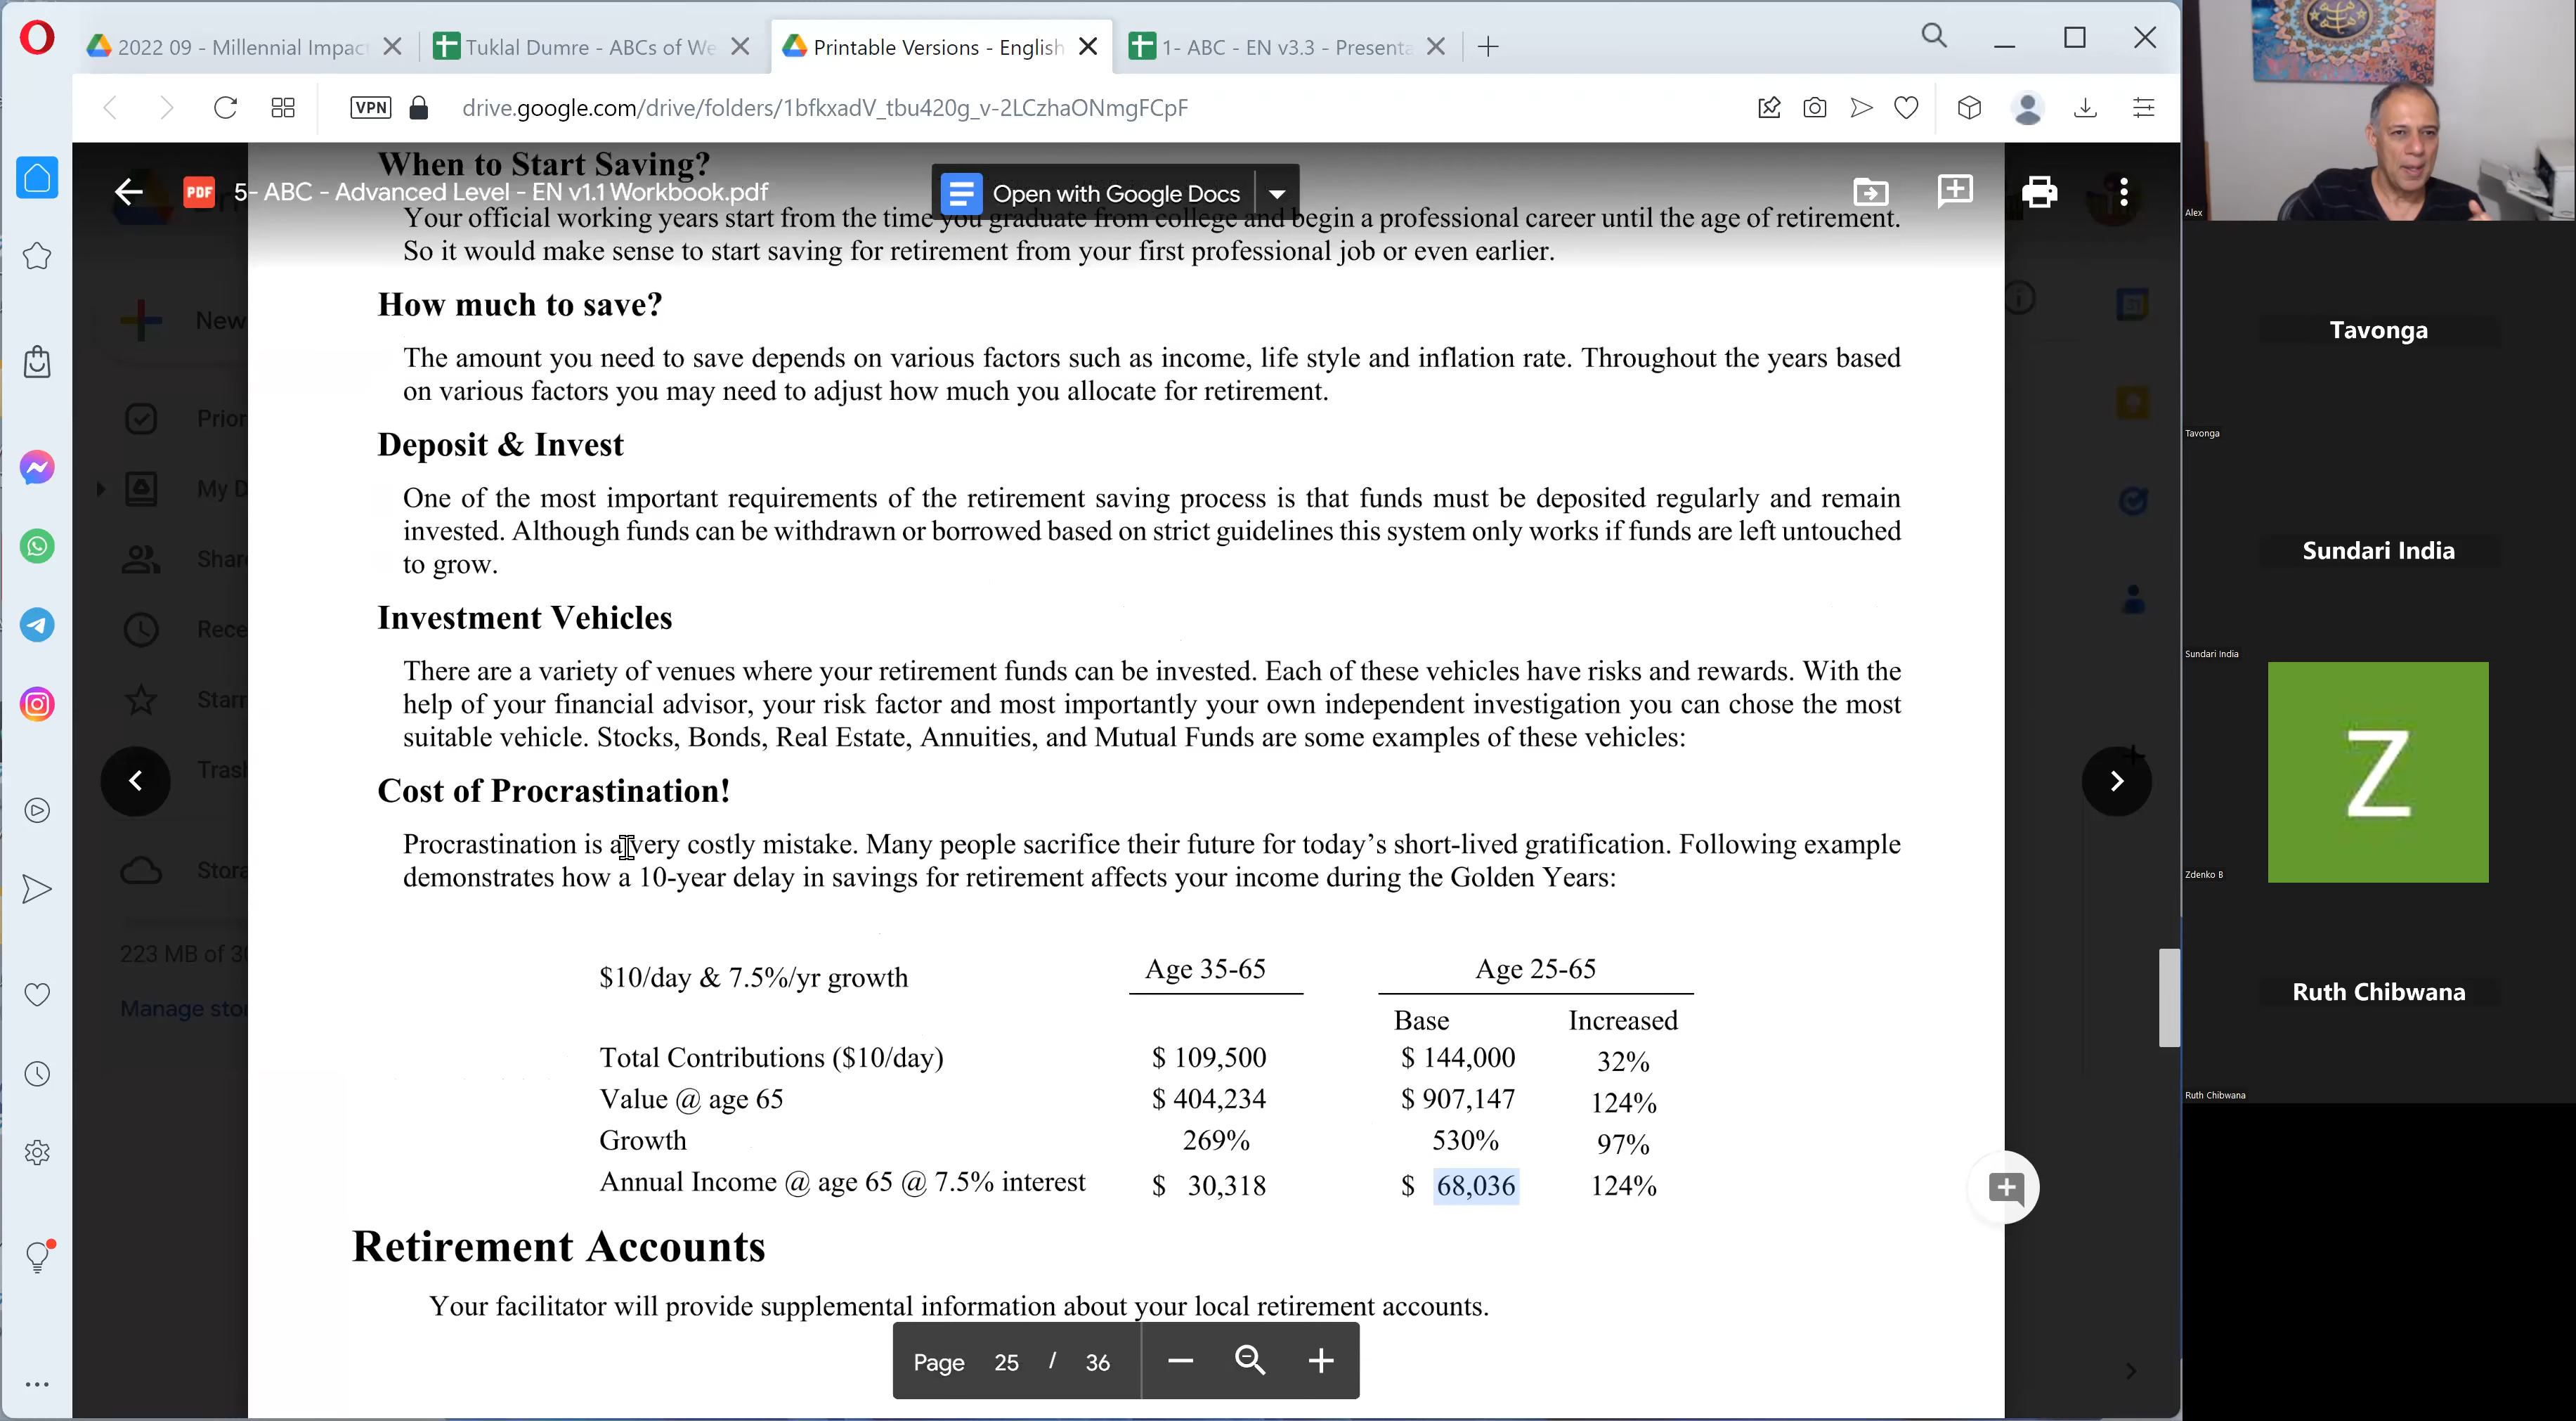 2022 09 - Millennial Impac
Tuklal Dumre - ABCs of We
Printable Versions - English
1- ABC - EN v3.3 - Presenta
VPN
drive.google.com/drive/folders/1bfkxadV_tbu420g_v-2LCzhaONmgFCpF
When to Start Saving?
PDF
5- ABC - Advanced Level - EN v1.1 Workbook.pdf
Open with Google Docs
Your official working years start from the time you graduate from college and begin a professional career until the age of retirement.
So it would make sense to start saving for retirement from your first professional job or even earlier.
How much to save?
The amount you need to save depends on various factors such as income, life style and inflation rate. Throughout the years based
on various factors you may need to adjust how much you allocate for retirement.
Deposit & Invest
One of the most important requirements of the retirement saving process is that funds must be deposited regularly and remain
invested. Although funds can be withdrawn or borrowed based on strict guidelines this system only works if funds are left untouched
to grow.
Investment Vehicles
There are a variety of venues where your retirement funds can be invested. Each of these vehicles have risks and rewards. With the
help of your financial advisor, your risk factor and most importantly your own independent investigation you can chose the most
suitable vehicle. Stocks, Bonds, Real Estate, Annuities, and Mutual Funds are some examples of these vehicles:
Cost of Procrastination!
Procrastination is a very costly mistake. Many people sacrifice their future for today's short-lived gratification. Following example
demonstrates how a 10-year delay in savings for retirement affects your income during the Golden Years:
$10/day & 7.5%/yr growth Age 35-65 Age 25-65
Base Increased
Total Contributions ($10/day) $ 109,500 $ 144,000 32%
Value @ age 65 $ 404,234 $ 907,147 124%
Growth 269% 530% 97%
Annual Income @ age 65 @ 7.5% interest $ 30,318 $ 68,036 124%
Retirement Accounts
Your facilitator will provide supplemental information about your local retirement accounts.
Page 25 / 36
New
Prior
My D
Share
Rece
Starr
Trash
Stora
223 MB of 30
Manage stor
Alex
Tavonga
Tavonga
Sundari India
Sundari India
Z
Zdenko B
Ruth Chibwana
Ruth Chibwana